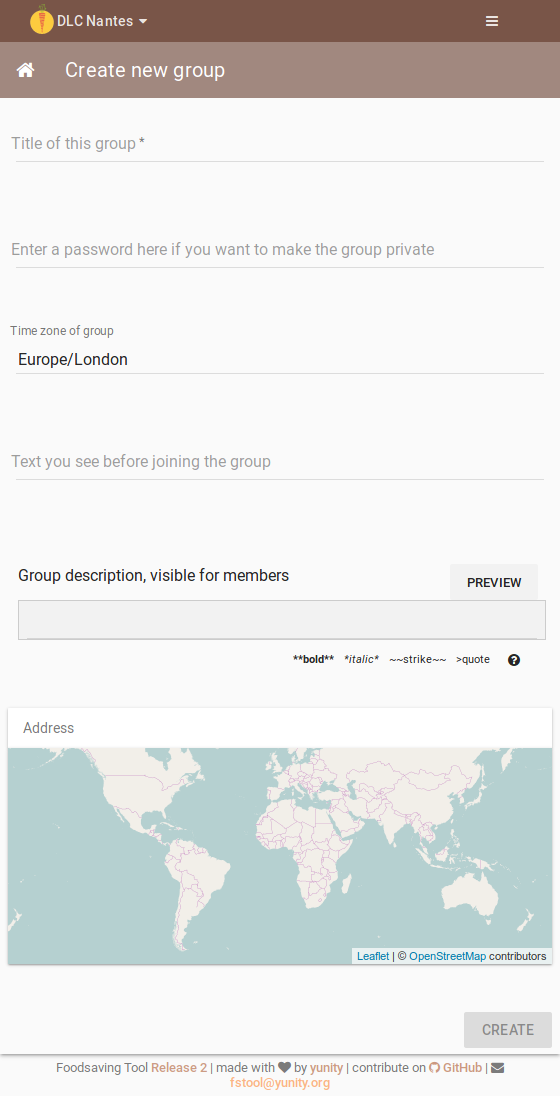 DLC Nantes
Create new group
Title of this group *
Enter a password here if you want to make the group private
Time zone of group
Europe/London
Text you see before joining the group
Group description, visible for members
PREVIEW
**bold** *italic* ~~strike~~ >quote
Address
Leaflet | © OpenStreetMap contributors
CREATE
Foodsaving Tool Release 2 | made with by yunity | contribute on GitHub |
fstool@yunity.org